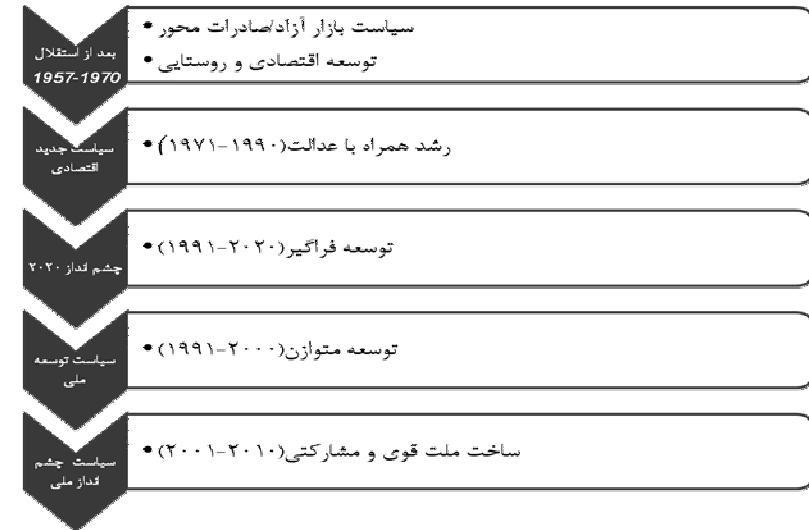 بعد از استقلال
1957-1970
سیاست بازار آزاد/صادرات محور
توسعه اقتصادی و روستایی
سیاست جدید
اقتصادی
رشد همراه با عدالت(۱۹۹۰-۱۹۷۱)
چشم انداز ۲۰۲۰
توسعه فراگیر(۲۰۲۰-۱۹۹۱)
سیاست توسعه
ملی
توسعه متوازن(۲۰۰۰-۱۹۹۱)
سیاست چشم
انداز ملی
ساخت ملت قوی و مشارکتی(۲۰۱۰-۲۰۰۱)